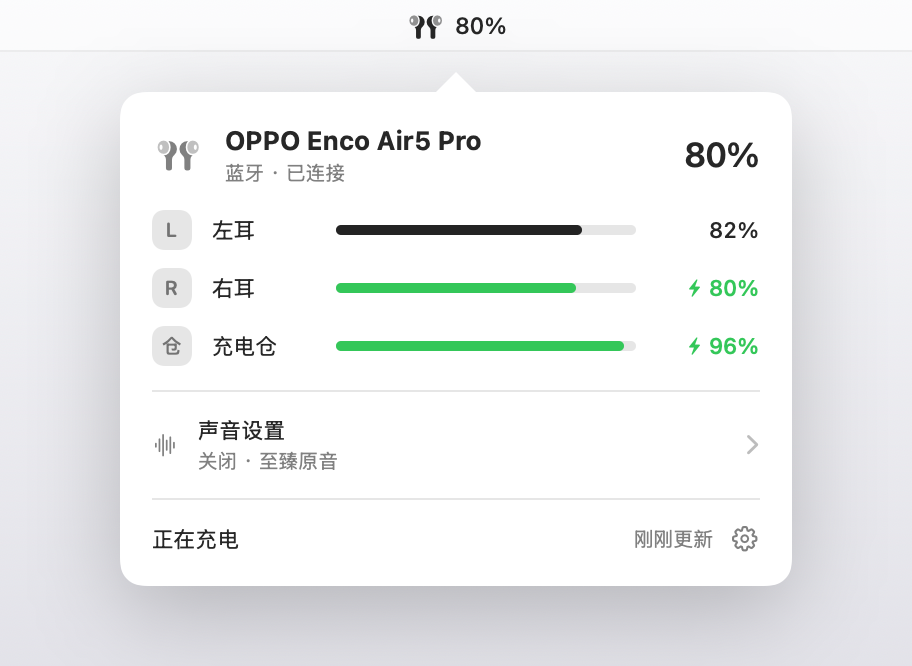 80%
OPPO Enco Air5 Pro
蓝牙 · 已连接
80%
L 左耳 82%
R 右耳 80%
仓 充电仓 96%
声音设置
关闭 · 至臻原音
正在充电 刚刚更新